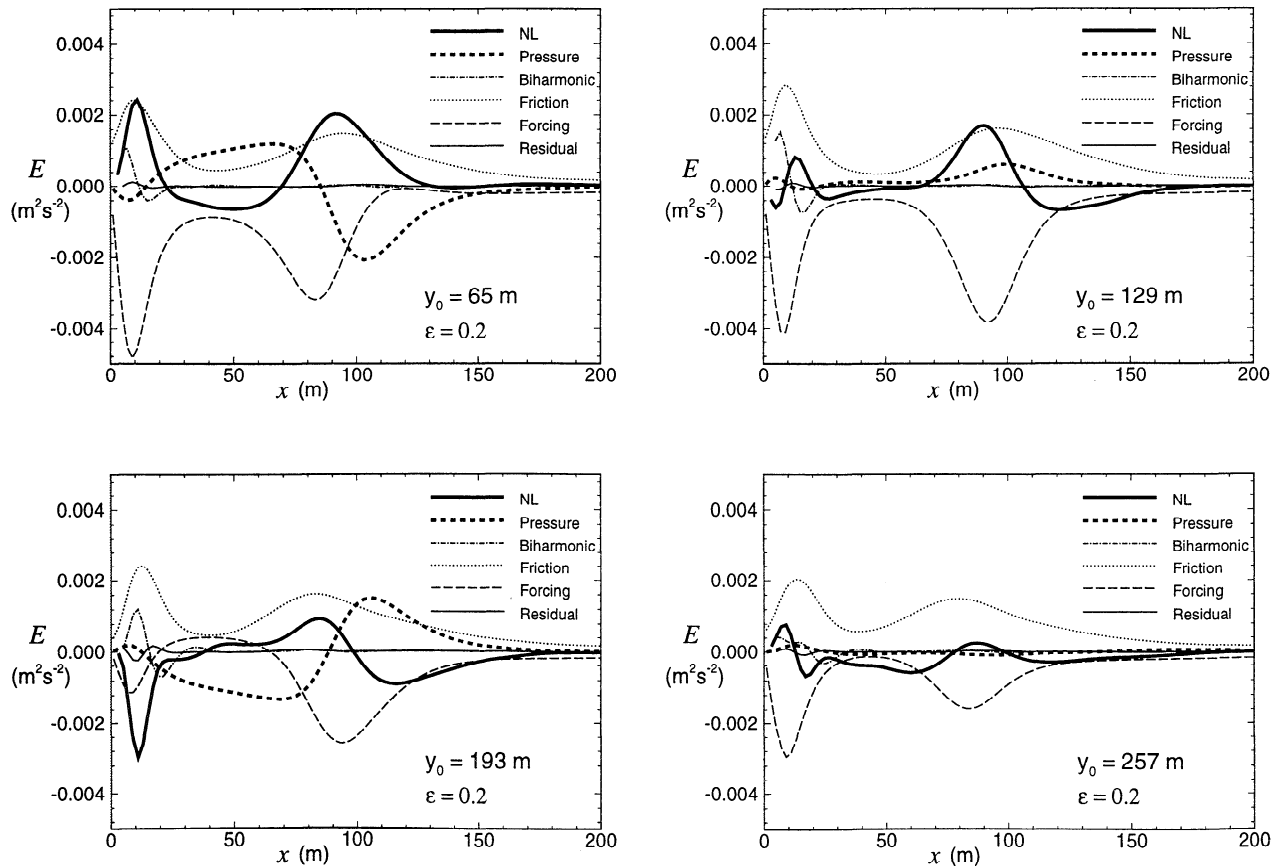 0.004
0.002
0.000
-0.002
-0.004
E
(m²s⁻²)
NL
Pressure
Biharmonic
Friction
Forcing
Residual
y₀ = 65 m
ε = 0.2
0 50 100 150 200
x (m)
0.004
0.002
0.000
-0.002
-0.004
E
(m²s⁻²)
NL
Pressure
Biharmonic
Friction
Forcing
Residual
y₀ = 129 m
ε = 0.2
0 50 100 150 200
x (m)
0.004
0.002
0.000
-0.002
-0.004
E
(m²s⁻²)
NL
Pressure
Biharmonic
Friction
Forcing
Residual
y₀ = 193 m
ε = 0.2
0 50 100 150 200
x (m)
0.004
0.002
0.000
-0.002
-0.004
E
(m²s⁻²)
NL
Pressure
Biharmonic
Friction
Forcing
Residual
y₀ = 257 m
ε = 0.2
0 50 100 150 200
x (m)